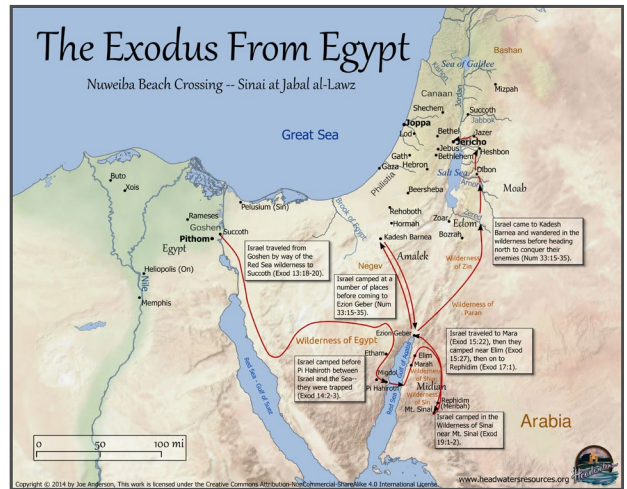 The Exodus From Egypt
Nuweiba Beach Crossing -- Sinai at Jabal al-Lawz
Bashan
Sea of Galilee
Kishon
Mizpah
Canaan
Jordan
Shechem
Succoth
Jabbok
Great Sea
Joppa
Lod
Bethel
Jazer
Jericho
Jebus
Heshbon
Gath
Bethlehem
Gaza
Hebron
Salt Sea
Dibon
Philistia
Arnon
Moab
Buto
Xois
Beersheba
Pelusium (Sin)
Brook of Egypt
Rehoboth
Hormah
Zoar
Zered
Edom
Rameses
Goshen
Succoth
Pithom
Egypt
Kadesh Barnea
Bozrah
Israel came to Kadesh
Barnea and wandered in the
wilderness before heading
north to conquer their
enemies (Num 33:15-35).
Amalek
Negev
Wilderness
of Zin
Israel traveled from
Goshen by way of the
Red Sea wilderness to
Succoth (Exod 13:18-20).
Heliopolis (On)
Nile
Memphis
Israel camped at a
number of places
before coming to
Ezion Geber (Num
33:15-35).
Wilderness of
Paran
Ezion Geber
Wilderness of Egypt
Etham
Gulf of Aqaba
Elim
Marah
Israel traveled to Mara
(Exod 15:22), then they
camped near Elim (Exod
15:27), then on to
Rephidim (Exod 17:1).
Israel camped before
Pi Hahiroth between
Israel and the Sea--
they were trapped
(Exod 14:2-3).
Migdol
Pi Hahiroth
Wilderness
of Shur
Midian
Wilderness
of Sin
Red Sea - Gulf of Suez
Red Sea
Rephidim
(Meribah)
Mt. Sinai
Arabia
Israel camped in the
Wilderness of Sinai
near Mt. Sinai (Exod
19:1-2).
0 50 100 mi
www.headwatersresources.org
Headwaters
Copyright © 2014 by Joe Anderson, This work is licensed under the Creative Commons Attribution-NonCommercial-ShareAlike 4.0 International License.